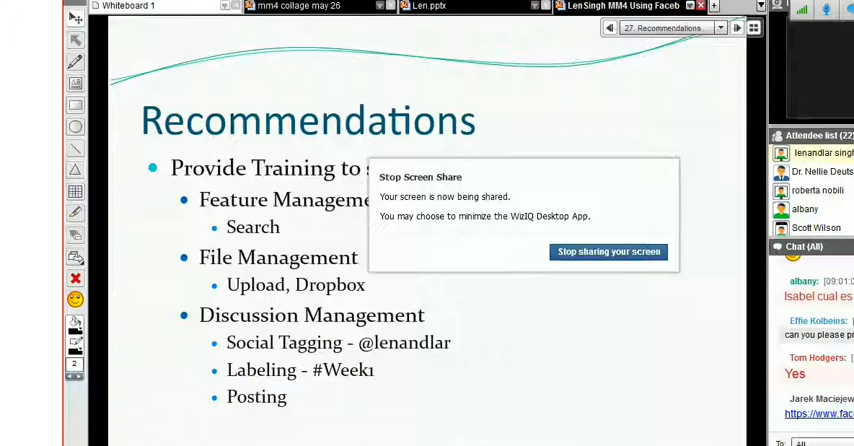 Whiteboard 1
mm4 collage may 26
Len.pptx
LenSingh MM4 Using Faceb
27. Recommendations
Recommendations
Provide Training to
Feature Manageme
Search
File Management
Upload, Dropbox
Discussion Management
Social Tagging - @lenandlar
Labeling - #Week1
Posting
Stop Screen Share
Your screen is now being shared.
You may choose to minimize the WizIQ Desktop App.
Stop sharing your screen
2
Attendee list (22)
lenandlar singh
Dr. Nellie Deuts
roberta nobili
albany
Scott Wilson
Chat (All)
albany: [09:01:0
Isabel cual es
Effie Kolbeins:
can you please pr
Tom Hodgers: [
Yes
Jarek Maciejew
https://www.fac
To: All